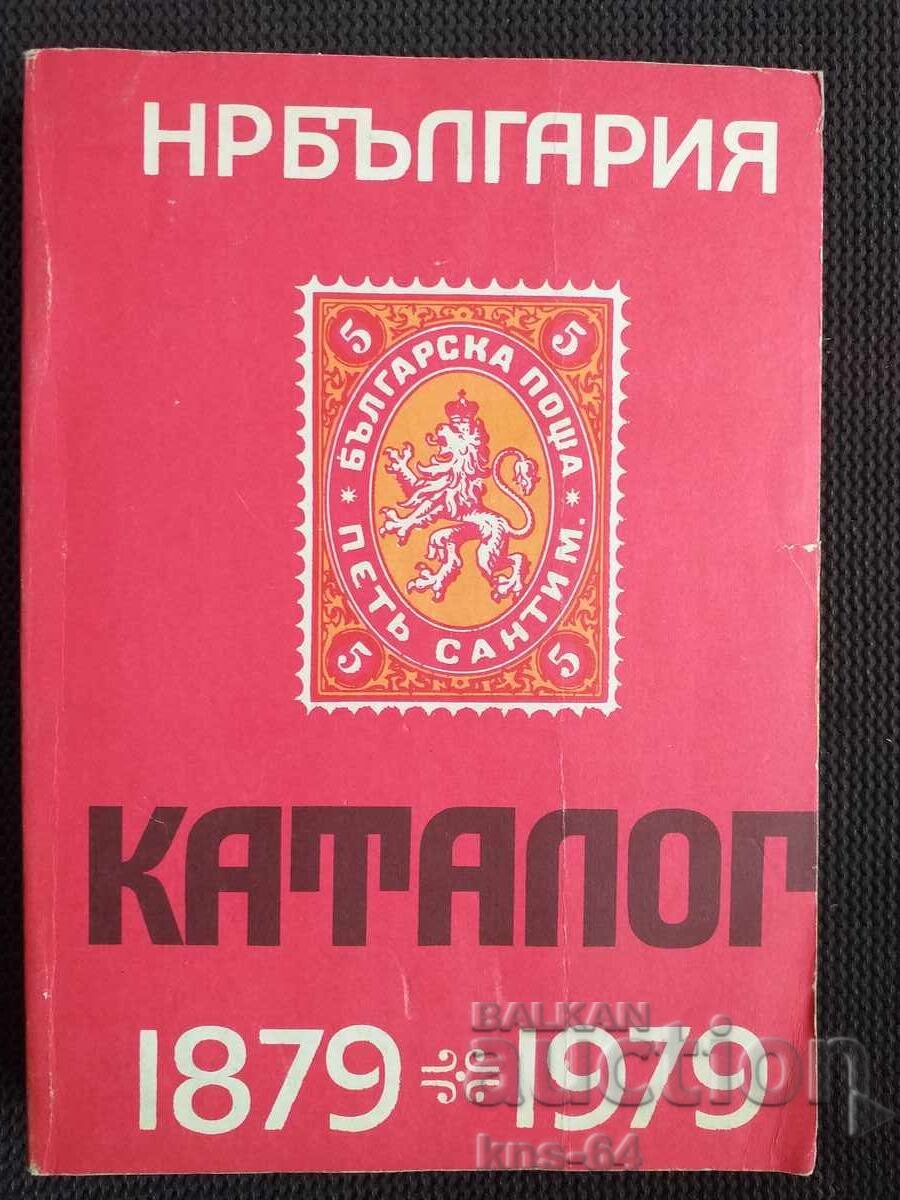 НРБЪЛГАРИЯ
5 5
БЪЛГАРСКА ПОЩА
ПЕТЬ САНТИМ.
5 5
КАТАЛОГ
1879 1979
BALKAN
auction
kns-64